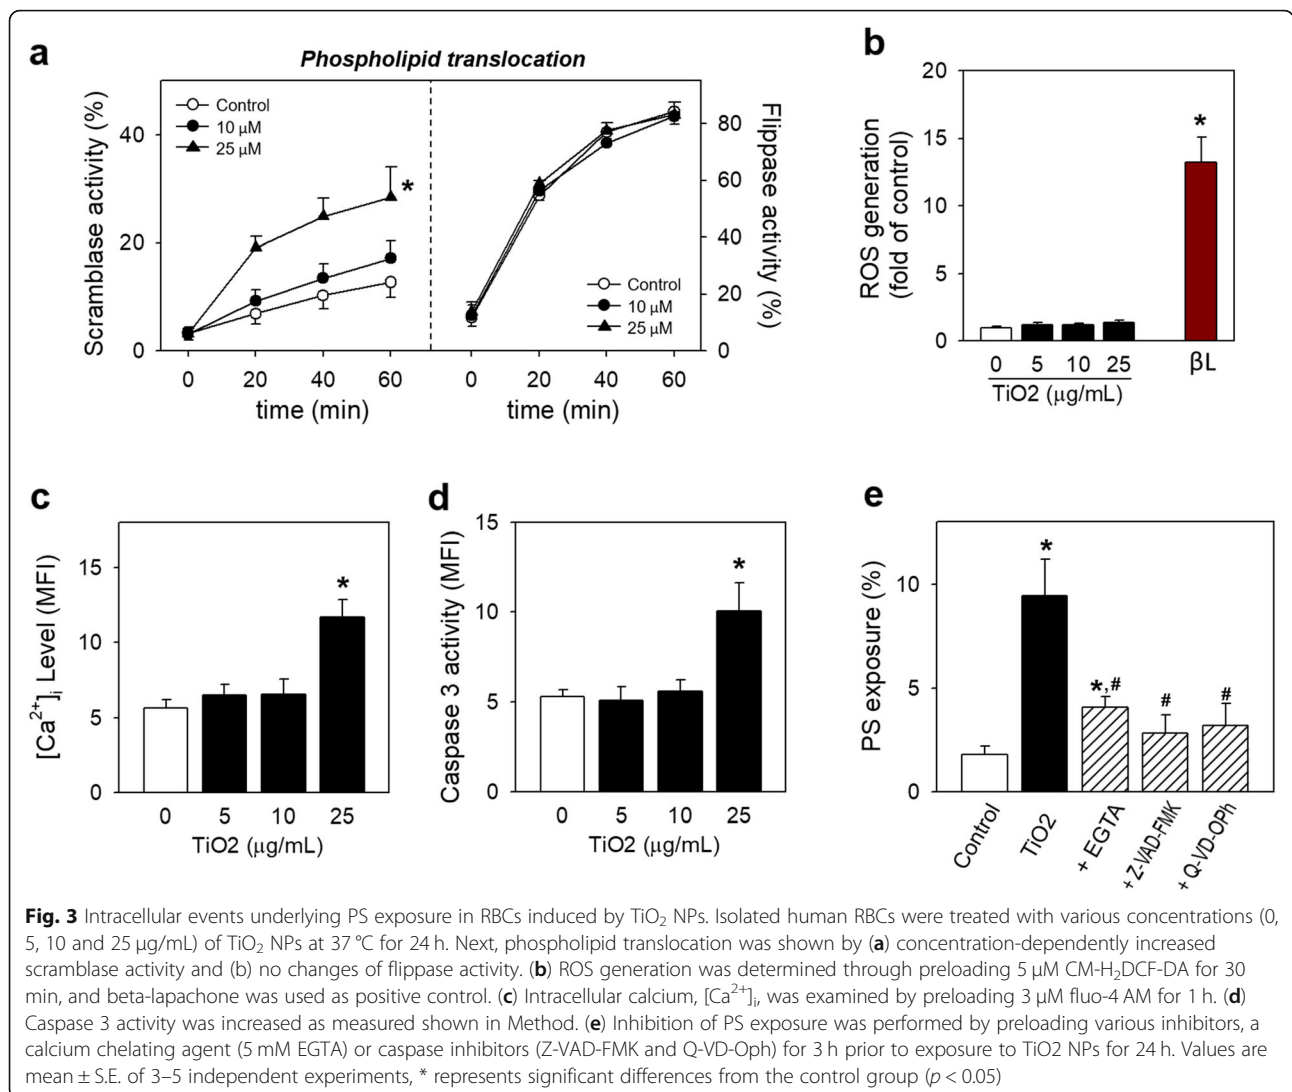 a
Phospholipid translocation
Scramblase activity (%)
40
20
0
Control
10 μM
25 μM
*
0 20 40 60
time (min)
Control
10 μM
25 μM
0 20 40 60
time (min)
80
60
40
20
0
Flippase activity (%)
b
ROS generation
(fold of control)
20
15
10
5
0
*
0 5 10 25
TiO2 (μg/mL)
βL
c
[Ca2+]i Level (MFI)
15
10
5
0
*
0 5 10 25
TiO2 (μg/mL)
d
Caspase 3 activity (MFI)
15
10
5
0
*
0 5 10 25
TiO2 (μg/mL)
e
PS exposure (%)
10
5
0
*
*,#
#
#
Control
TiO2
+ EGTA
+ Z-VAD-FMK
+ Q-VD-OPh
Fig. 3 Intracellular events underlying PS exposure in RBCs induced by TiO2 NPs. Isolated human RBCs were treated with various concentrations (0,
5, 10 and 25 μg/mL) of TiO2 NPs at 37 °C for 24 h. Next, phospholipid translocation was shown by (a) concentration-dependently increased
scramblase activity and (b) no changes of flippase activity. (b) ROS generation was determined through preloading 5 μM CM-H2DCF-DA for 30
min, and beta-lapachone was used as positive control. (c) Intracellular calcium, [Ca2+]i, was examined by preloading 3 μM fluo-4 AM for 1 h. (d)
Caspase 3 activity was increased as measured shown in Method. (e) Inhibition of PS exposure was performed by preloading various inhibitors, a
calcium chelating agent (5 mM EGTA) or caspase inhibitors (Z-VAD-FMK and Q-VD-Oph) for 3 h prior to exposure to TiO2 NPs for 24 h. Values are
mean ± S.E. of 3–5 independent experiments, * represents significant differences from the control group (p < 0.05)